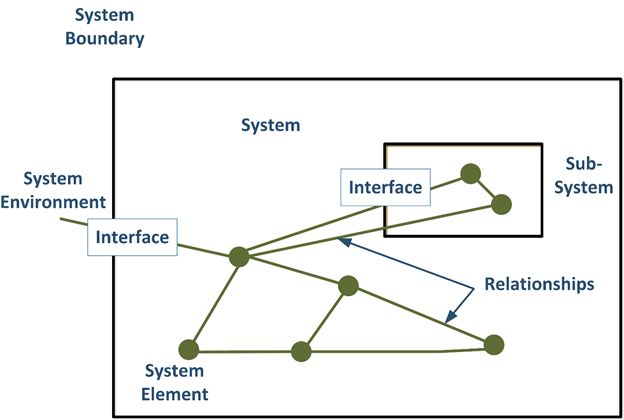 System
Boundary
System
Sub-
System
Interface
System
Environment
Interface
Relationships
System
Element